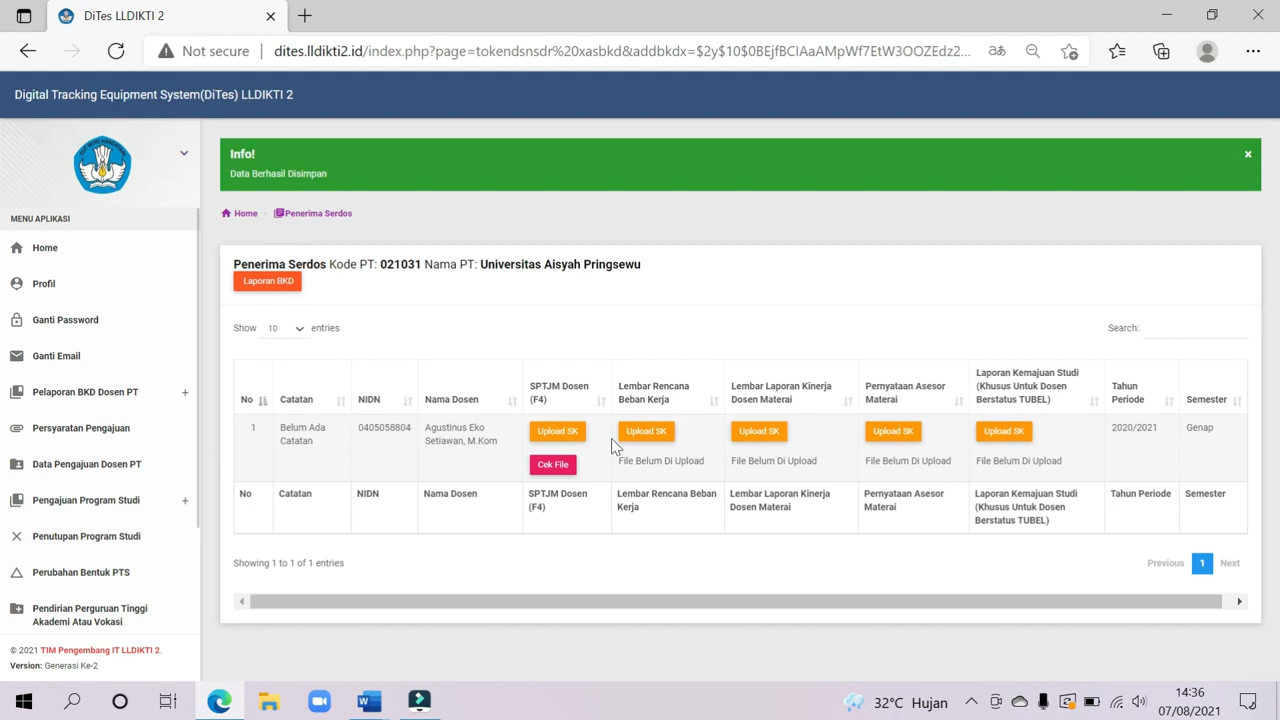 DiTes LLDIKTI 2
Not secure
dites.lldikti2.id/index.php?page=tokendsnsdr%20xasbkd&addbkdx=$2y$10$0BEjfBCIAaAMpWf7EtW3OOZEdz2...
Digital Tracking Equipment System(DiTes) LLDIKTI 2
MENU APLIKASI
Home
Profil
Ganti Password
Ganti Email
Pelaporan BKD Dosen PT
Persyaratan Pengajuan
Data Pengajuan Dosen PT
Pengajuan Program Studi
Penutupan Program Studi
Perubahan Bentuk PTS
Pendirian Perguruan Tinggi
Akademi Atau Vokasi
© 2021 TIM Pengembang IT LLDIKTI 2.
Version: Generasi Ke-2
Info!
Data Berhasil Disimpan
Home Penerima Serdos
Penerima Serdos Kode PT: 021031 Nama PT: Universitas Aisyah Pringsewu
Laporan BKD
Show 10 entries
Search:
No
Catatan
NIDN
Nama Dosen
SPTJM Dosen
(F4)
Lembar Rencana
Beban Kerja
Lembar Laporan Kinerja
Dosen Materai
Pernyataan Asesor
Materai
Laporan Kemajuan Studi
(Khusus Untuk Dosen
Berstatus TUBEL)
Tahun
Periode
Semester
1
Belum Ada
Catatan
0405058804
Agustinus Eko
Setiawan, M.Kom
Upload SK
Cek File
Upload SK
File Belum Di Upload
Upload SK
File Belum Di Upload
Upload SK
File Belum Di Upload
Upload SK
File Belum Di Upload
2020/2021
Genap
No
Catatan
NIDN
Nama Dosen
SPTJM Dosen
(F4)
Lembar Rencana Beban
Kerja
Lembar Laporan Kinerja
Dosen Materai
Pernyataan Asesor
Materai
Laporan Kemajuan Studi
(Khusus Untuk Dosen
Berstatus TUBEL)
Tahun Periode
Semester
Showing 1 to 1 of 1 entries
Previous 1 Next
32°C Hujan
14:36
07/08/2021